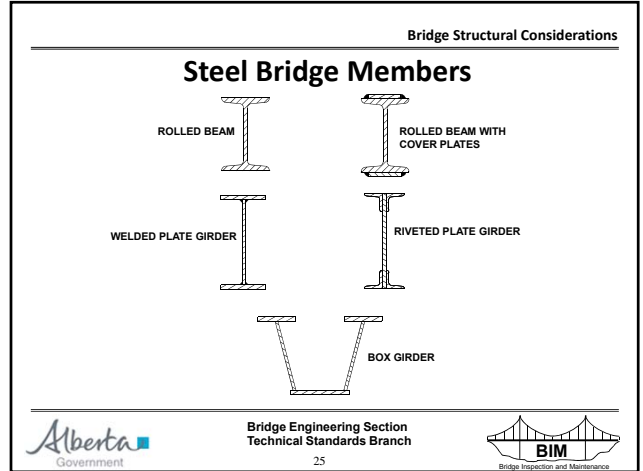 Bridge Structural Considerations
Steel Bridge Members
ROLLED BEAM
ROLLED BEAM WITH
COVER PLATES
WELDED PLATE GIRDER
RIVETED PLATE GIRDER
BOX GIRDER
Alberta
Government
Bridge Engineering Section
Technical Standards Branch
25
BIM
Bridge Inspection and Maintenance